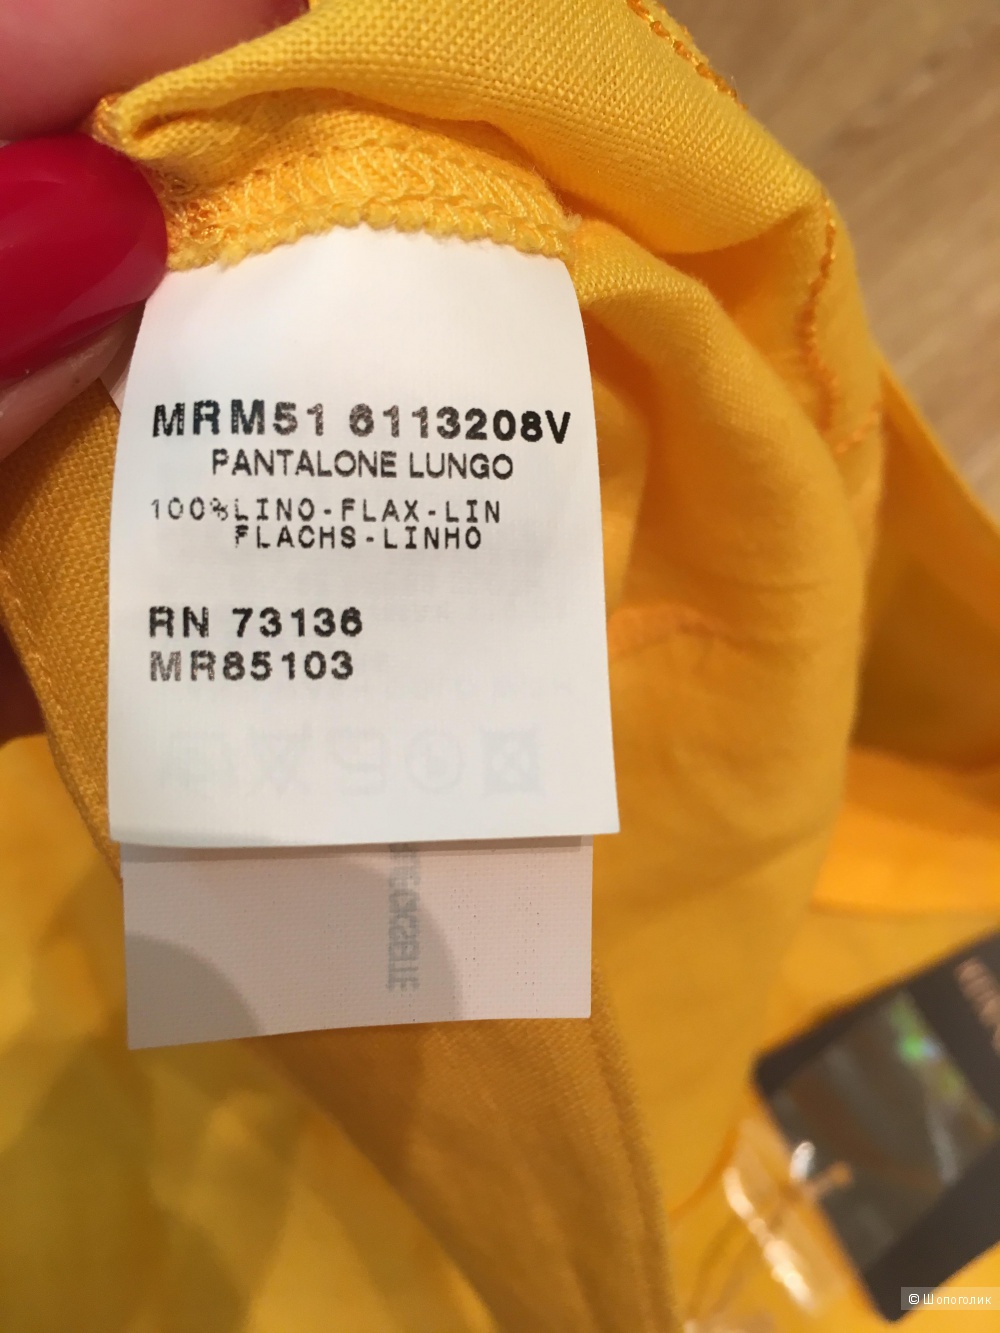 MRM51 6113208V
PANTALONE LUNGO
100%LINO-FLAX-LIN
FLACHS-LINHO
RN 73136
MR85103
© Шопоголик